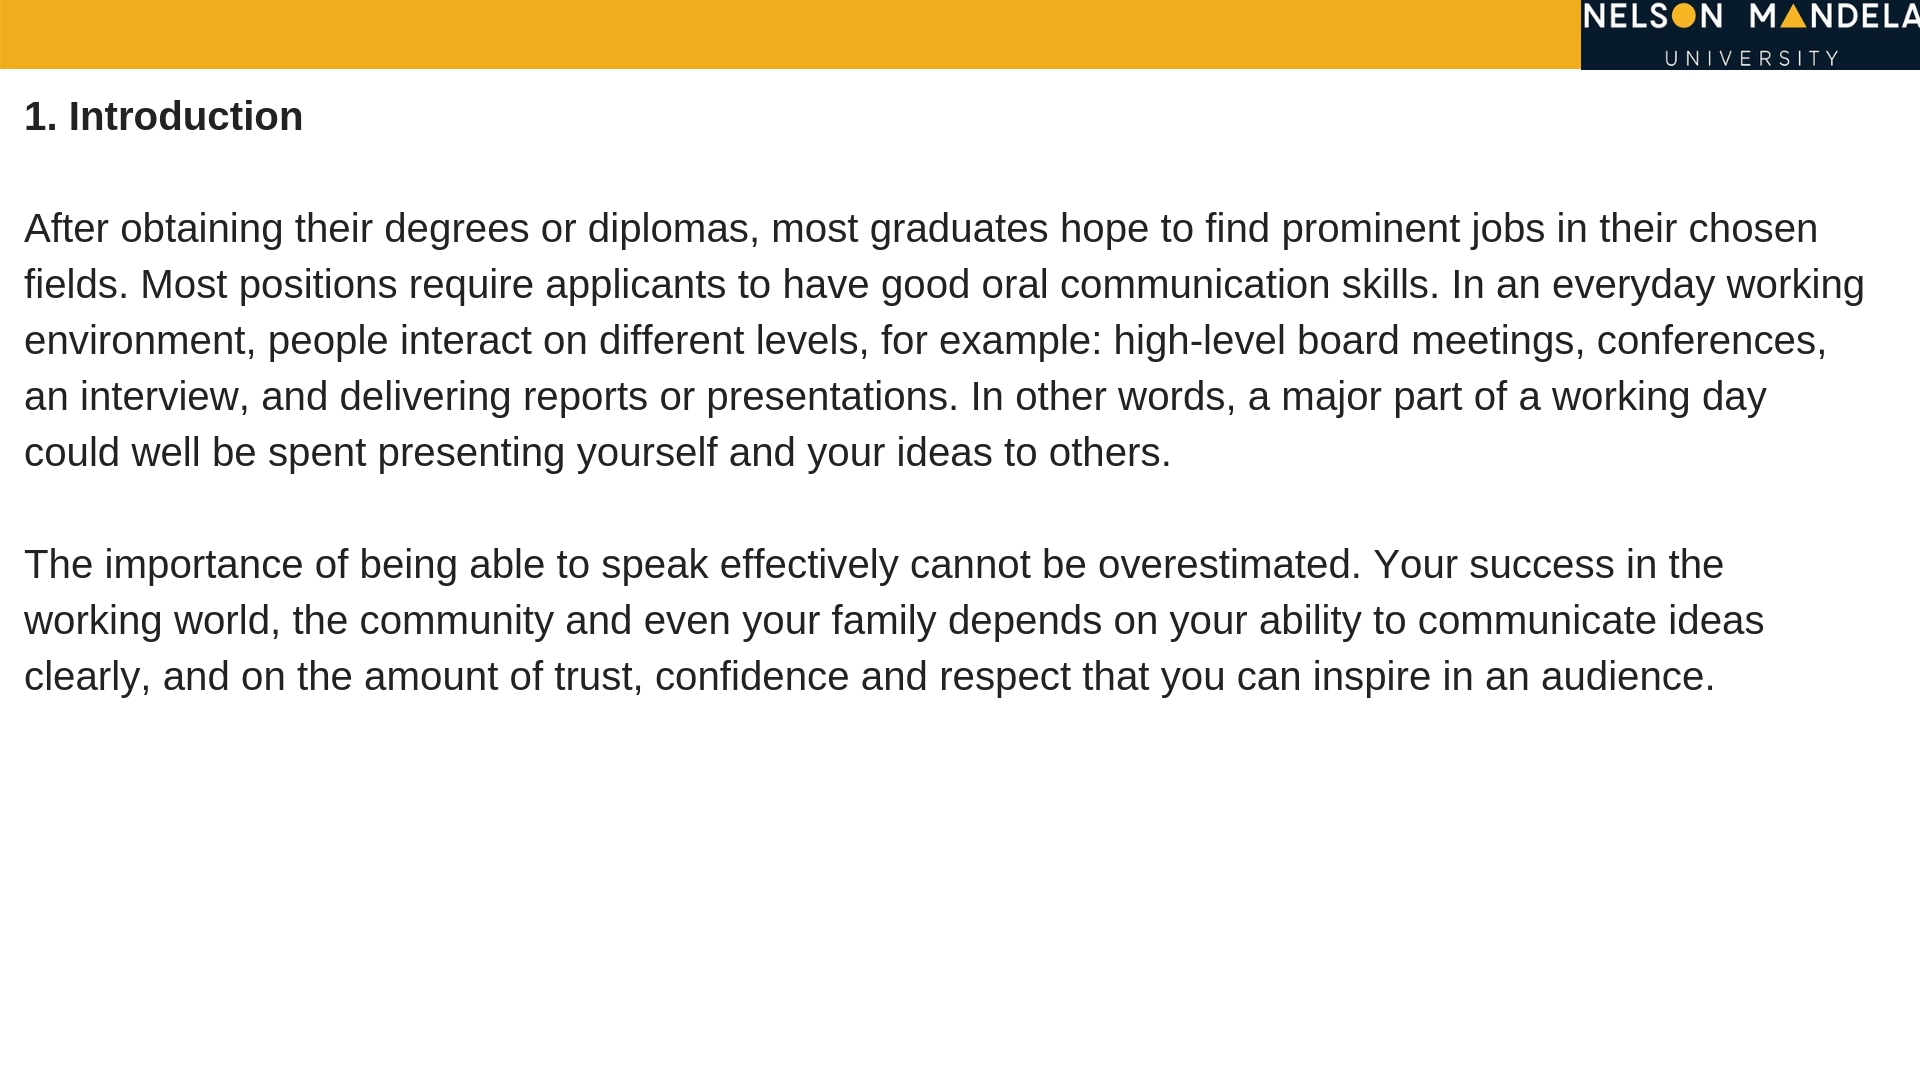 NELSON MANDELA
UNIVERSITY
1. Introduction
After obtaining their degrees or diplomas, most graduates hope to find prominent jobs in their chosen
fields. Most positions require applicants to have good oral communication skills. In an everyday working
environment, people interact on different levels, for example: high-level board meetings, conferences,
an interview, and delivering reports or presentations. In other words, a major part of a working day
could well be spent presenting yourself and your ideas to others.
The importance of being able to speak effectively cannot be overestimated. Your success in the
working world, the community and even your family depends on your ability to communicate ideas
clearly, and on the amount of trust, confidence and respect that you can inspire in an audience.